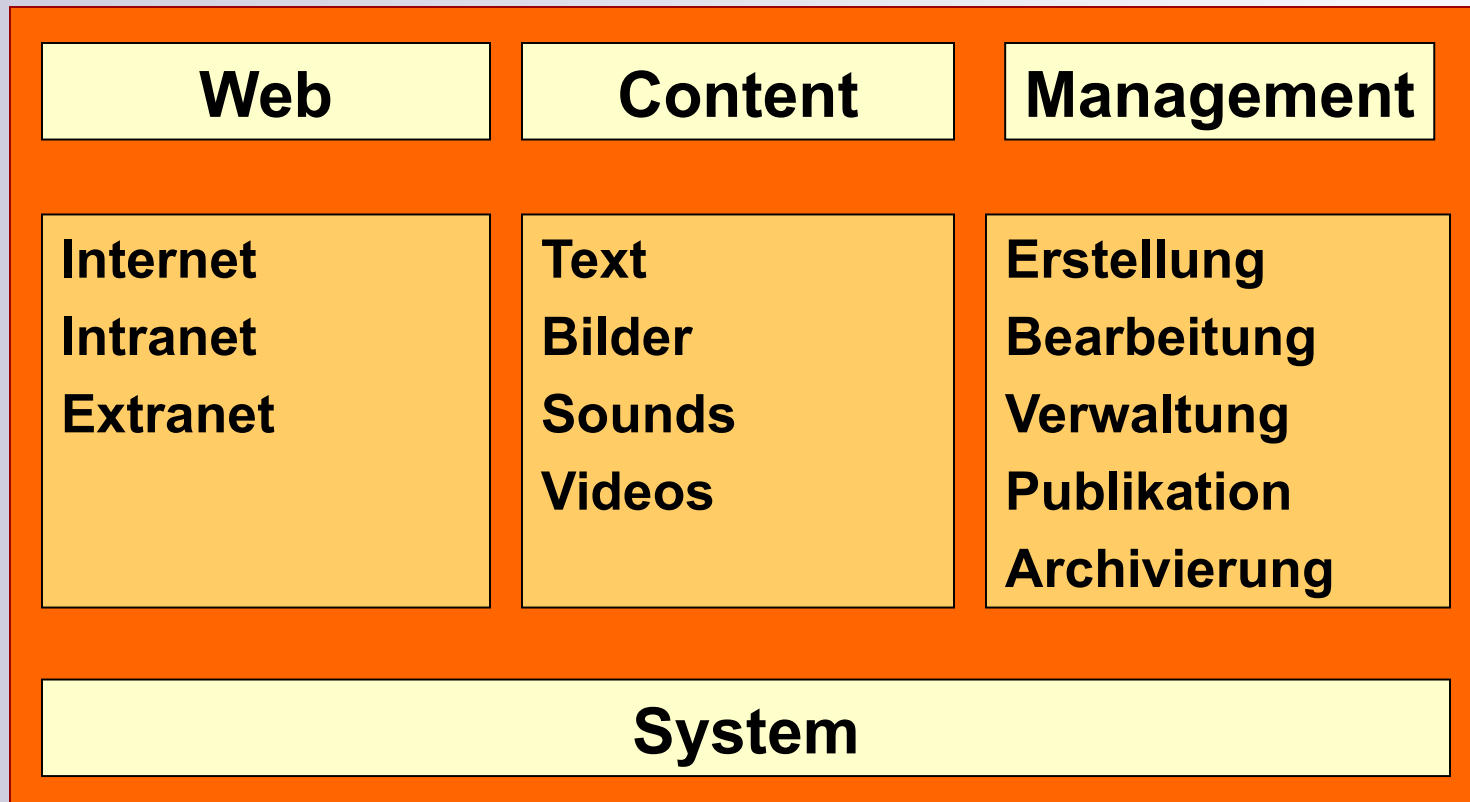 Web
Content
Management
Internet
Intranet
Extranet
Text
Bilder
Sounds
Videos
Erstellung
Bearbeitung
Verwaltung
Publikation
Archivierung
System